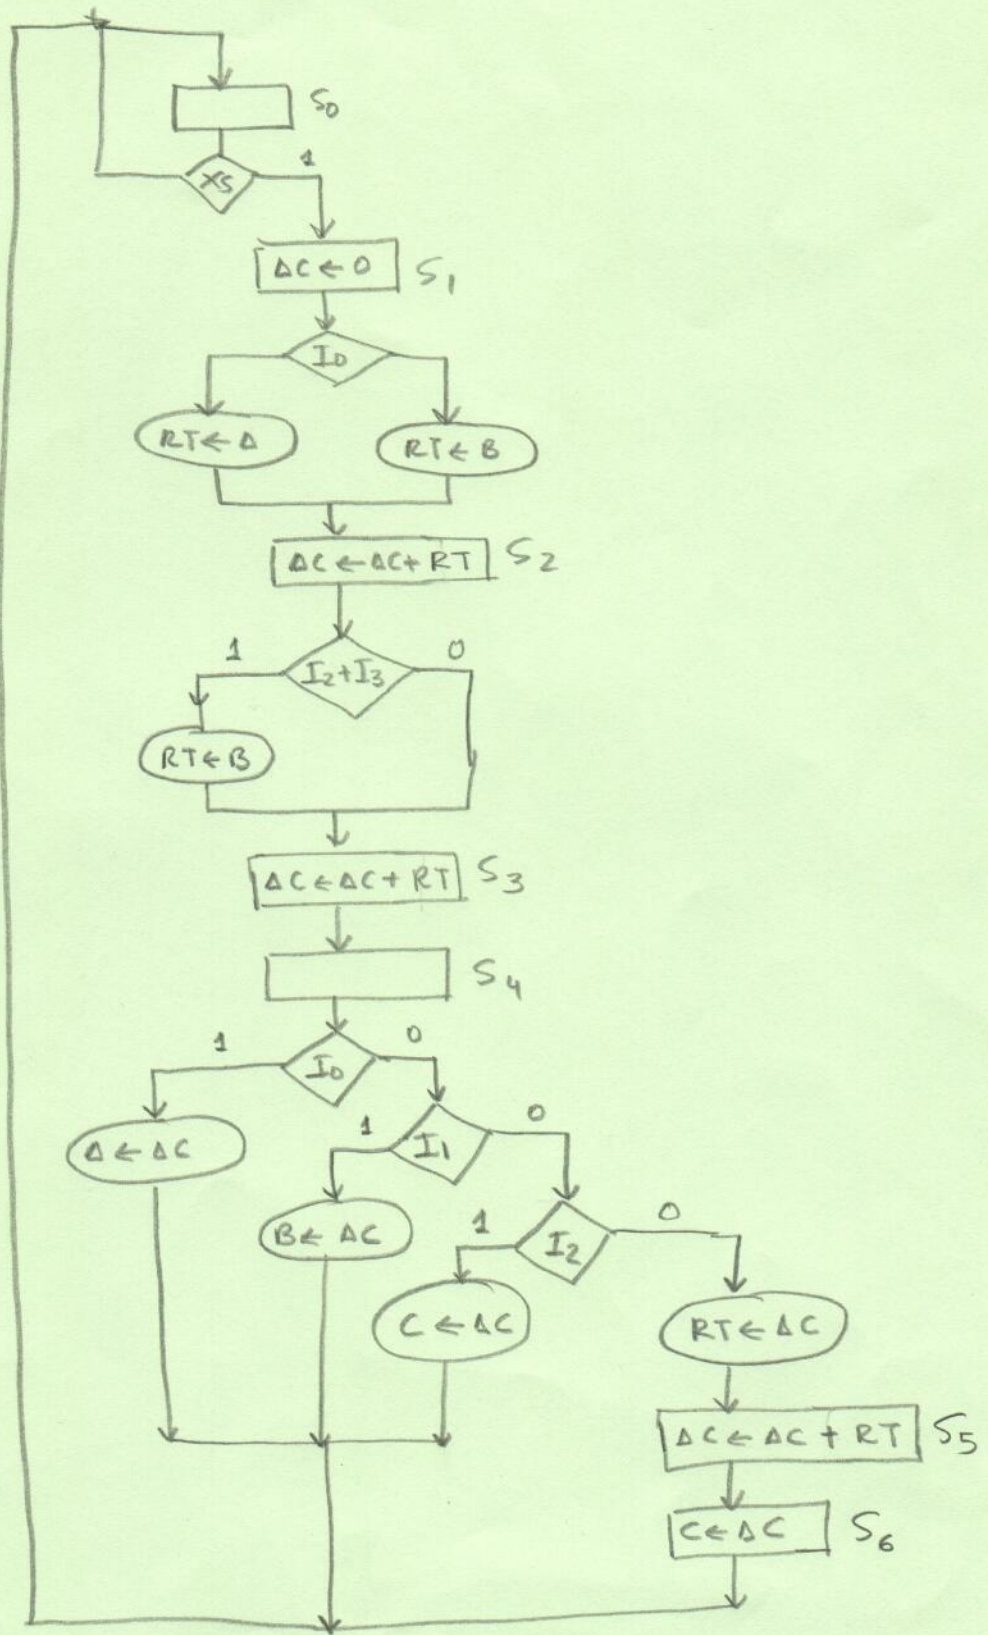 S0
XS
1
AC ← 0
S1
I0
RT ← A
RT ← B
AC ← AC + RT
S2
1
I2+I3
0
RT ← B
AC ← AC + RT
S3
S4
1
I0
0
A ← AC
1
I1
0
B ← AC
1
I2
0
C ← AC
RT ← AC
AC ← AC + RT
S5
C ← AC
S6